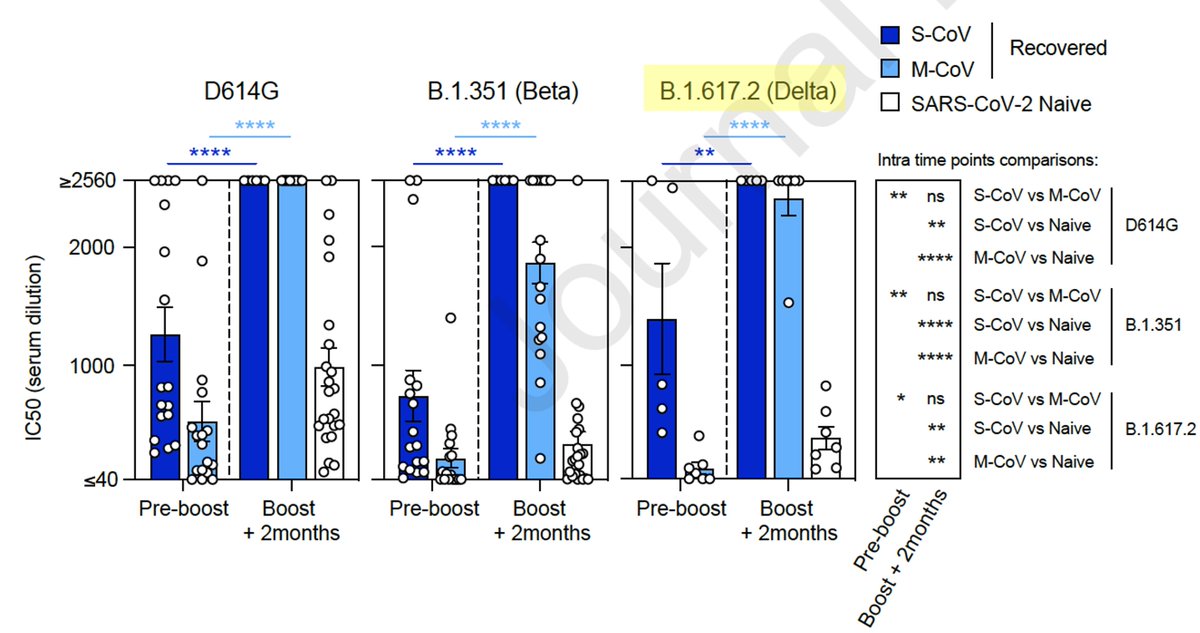 S-CoV
M-CoV
Recovered
SARS-CoV-2 Naive
D614G
B.1.351 (Beta)
B.1.617.2 (Delta)
****
****
****
****
****
**
IC50 (serum dilution)
≥2560
2000
1000
≤40
Pre-boost
Boost
+ 2months
Pre-boost
Boost
+ 2months
Pre-boost
Boost
+ 2months
Intra time points comparisons:
** ns S-CoV vs M-CoV
** S-CoV vs Naive
**** M-CoV vs Naive
D614G
** ns S-CoV vs M-CoV
**** S-CoV vs Naive
**** M-CoV vs Naive
B.1.351
* ns S-CoV vs M-CoV
** S-CoV vs Naive
** M-CoV vs Naive
B.1.617.2
Pre-boost
Boost + 2months
Journal